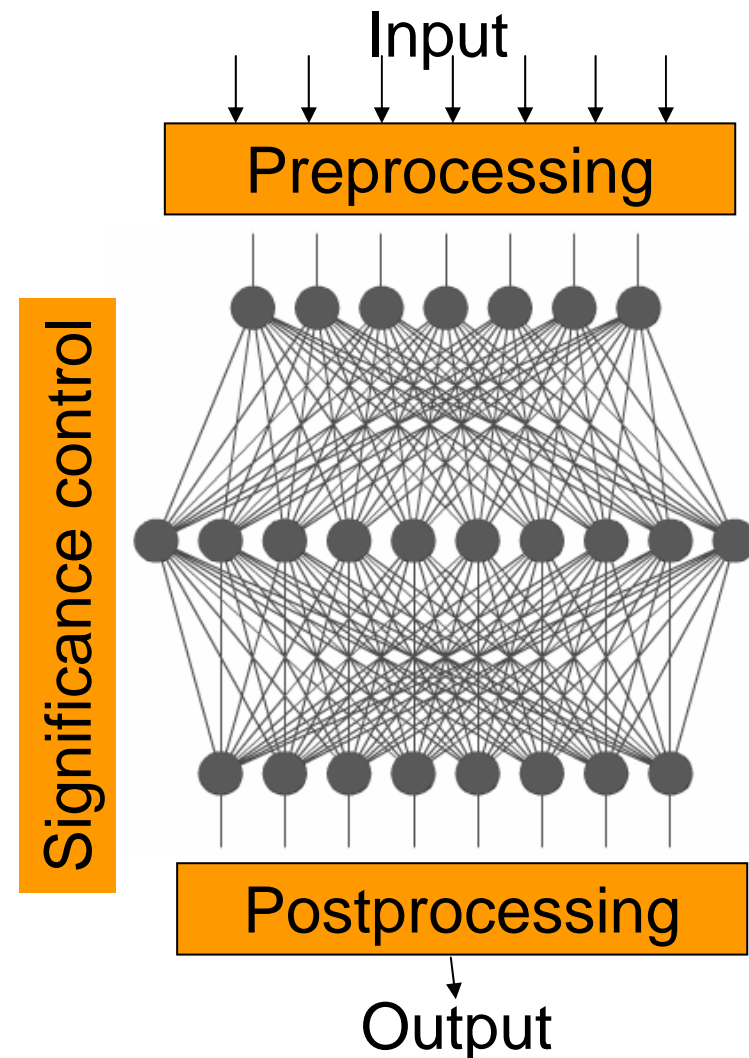 Input
Preprocessing
Significance control
Postprocessing
Output